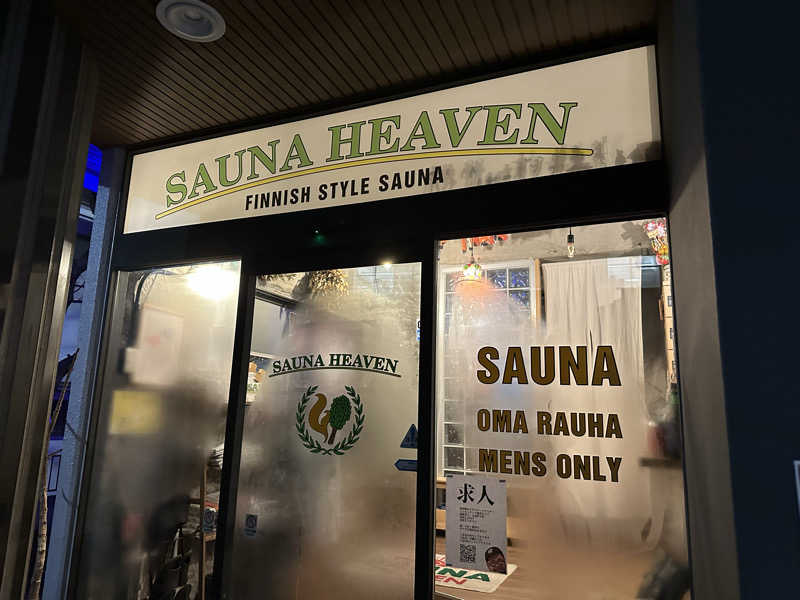 SAUNA HEAVEN
FINNISH STYLE SAUNA
SAUNA HEAVEN
SAUNA
OMA RAUHA
MENS ONLY
求人